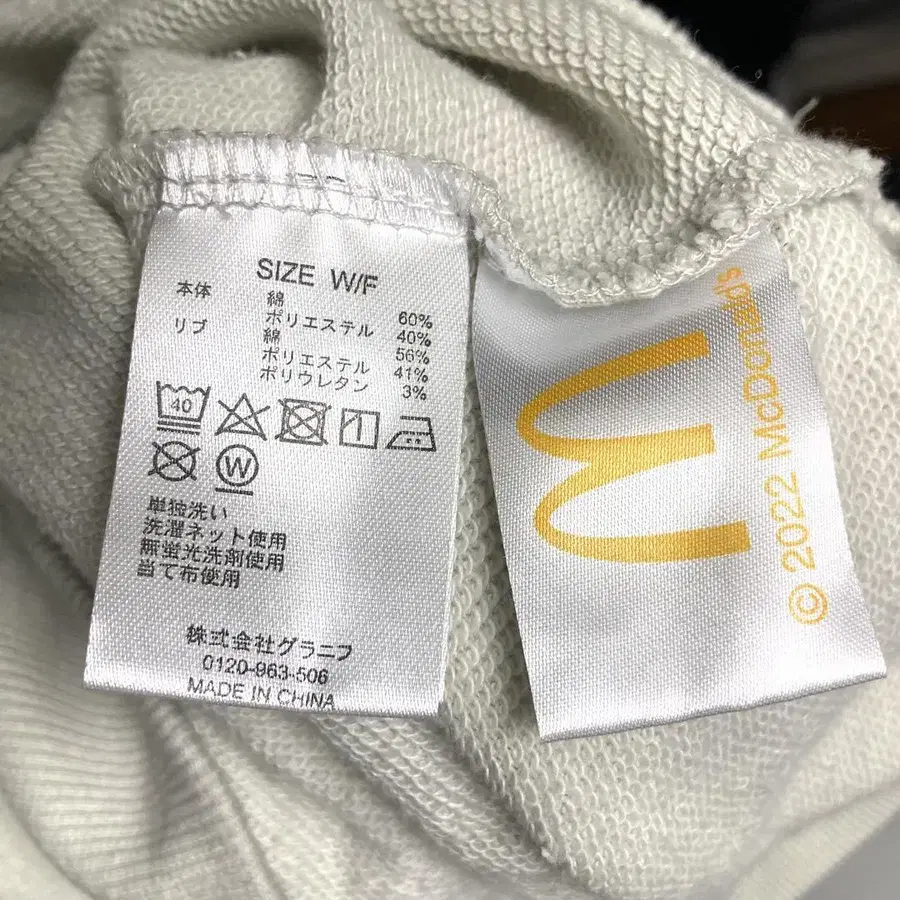 SIZE W/F
本体 綿 60%
ポリエステル 40%
リブ 綿 56%
ポリエステル 41%
ポリウレタン 3%
40
W
単独洗い
洗濯ネット使用
無蛍光洗剤使用
当て布使用
株式会社グラニフ
0120-963-506
MADE IN CHINA
M
© 2022 McDonald's